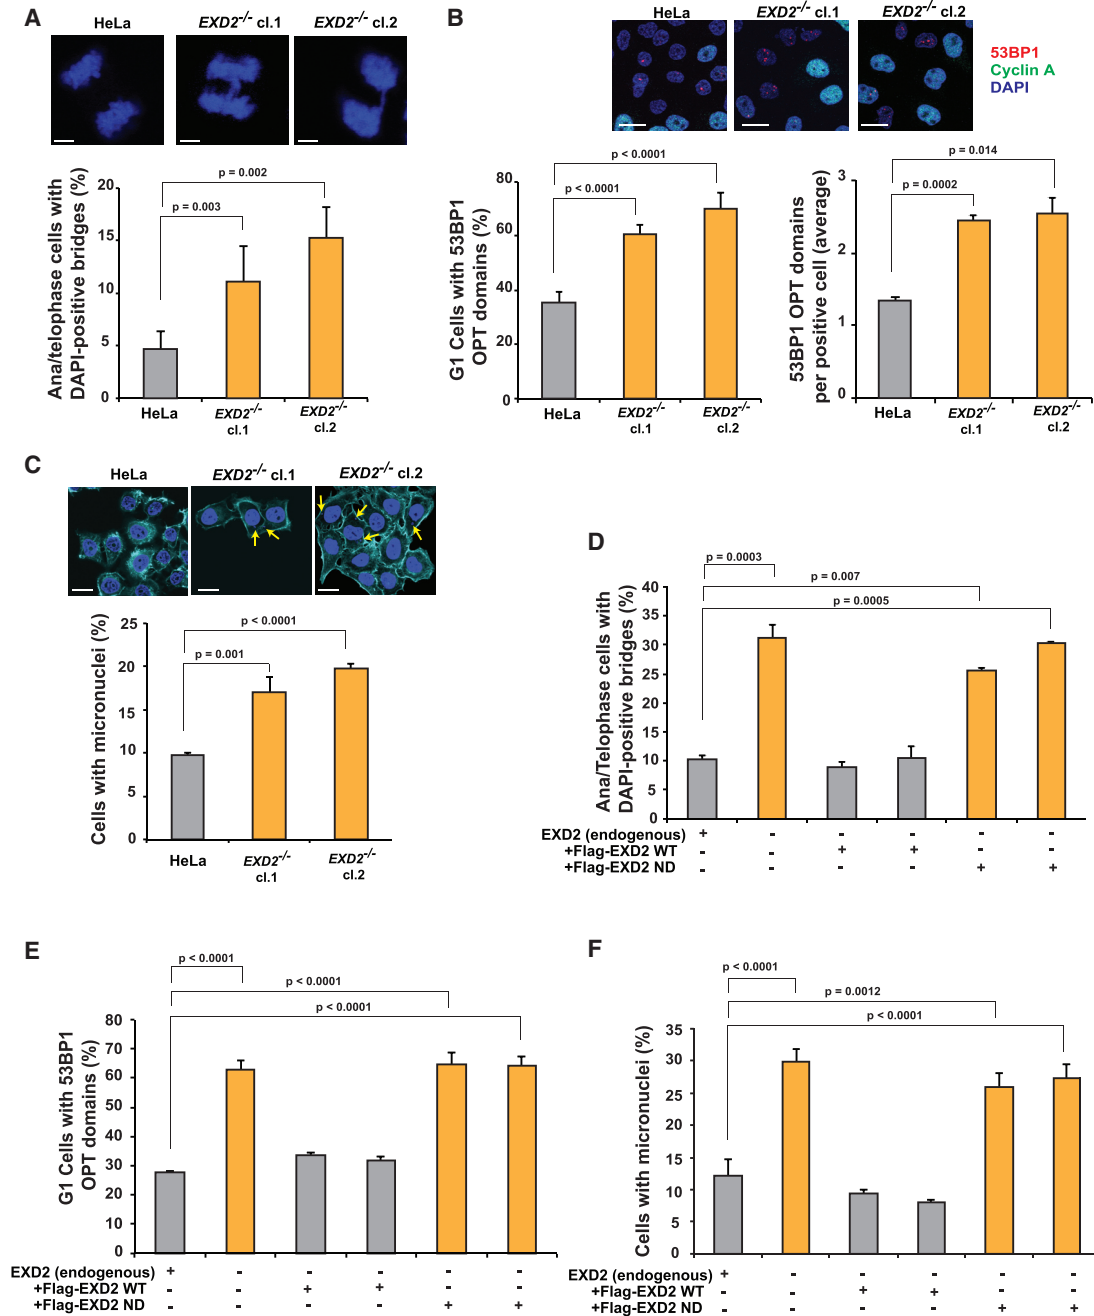 A
HeLa
EXD2-/- cl.1
EXD2-/- cl.2
Ana/telophase cells with
DAPI-positive bridges (%)
20
15
10
5
0
p = 0.002
p = 0.003
HeLa
EXD2-/-
cl.1
EXD2-/-
cl.2
B
HeLa
EXD2-/- cl.1
EXD2-/- cl.2
53BP1
Cyclin A
DAPI
G1 Cells with 53BP1
OPT domains (%)
80
60
40
20
0
p < 0.0001
p < 0.0001
HeLa
EXD2-/-
cl.1
EXD2-/-
cl.2
53BP1 OPT domains
per positive cell (average)
3
2
1
0
p = 0.014
p = 0.0002
HeLa
EXD2-/-
cl.1
EXD2-/-
cl.2
C
HeLa
EXD2-/- cl.1
EXD2-/- cl.2
Cells with micronuclei (%)
25
20
15
10
5
0
p < 0.0001
p = 0.001
HeLa
EXD2-/-
cl.1
EXD2-/-
cl.2
D
Ana/Telophase cells with
DAPI-positive bridges (%)
40
35
30
25
20
15
10
5
0
p = 0.0003
p = 0.007
p = 0.0005
EXD2 (endogenous) + - - - - -
+Flag-EXD2 WT - - + + - -
+Flag-EXD2 ND - - - - + +
E
G1 Cells with 53BP1
OPT domains (%)
80
70
60
50
40
30
20
10
0
p < 0.0001
p < 0.0001
p < 0.0001
EXD2 (endogenous) + - - - - -
+Flag-EXD2 WT - - + + - -
+Flag-EXD2 ND - - - - + +
F
Cells with micronuclei (%)
35
30
25
20
15
10
5
0
p < 0.0001
p = 0.0012
p < 0.0001
EXD2 (endogenous) + - - - - -
+Flag-EXD2 WT - - + + - -
+Flag-EXD2 ND - - - - + +